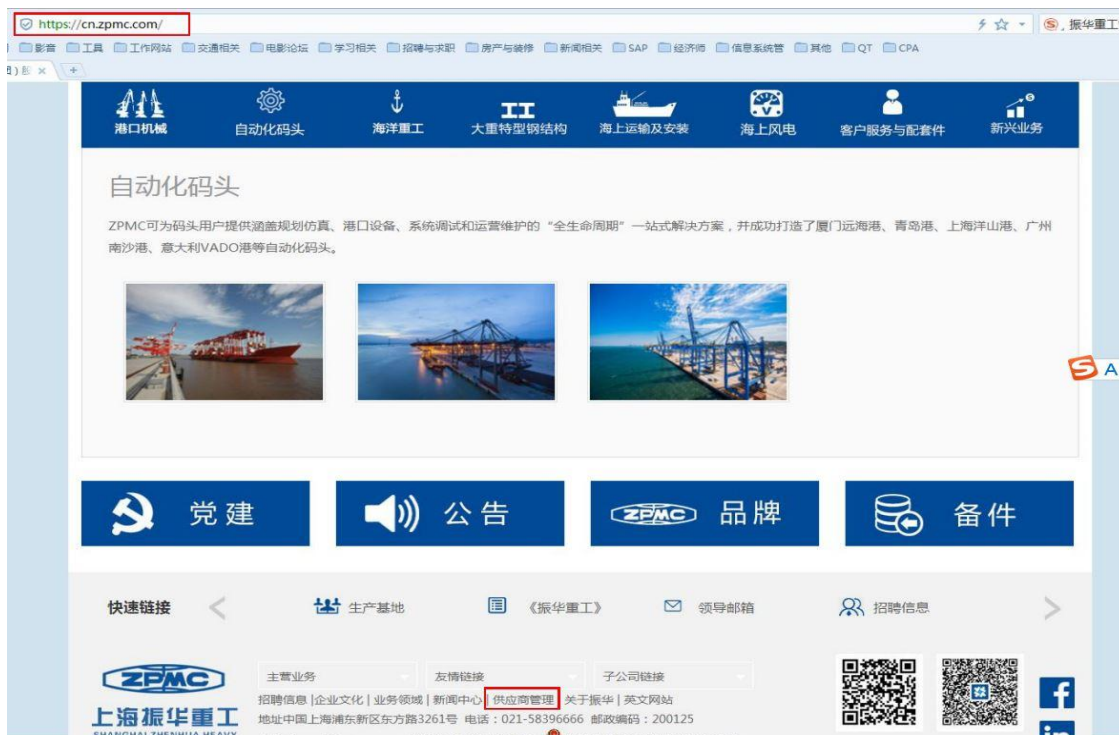 https://cn.zpmc.com/
振华重工
影音 工具 工作网站 交通相关 电影论坛 学习相关 招聘与求职 房产与装修 新闻相关 SAP 经济师 信息系统管 其他 QT CPA
港口机械 自动化码头 海洋重工 大重特型钢结构 海上运输及安装 海上风电 客户服务与配套件 新兴业务
自动化码头
ZPMC可为码头用户提供涵盖规划仿真、港口设备、系统调试和运营维护的“全生命周期”一站式解决方案，并成功打造了厦门远海港、青岛港、上海洋山港、广州
南沙港、意大利VADO港等自动化码头。
党建 公告 ZPMC 品牌 备件
快速链接 生产基地 《振华重工》 领导邮箱 招聘信息
ZPMC
主营业务 友情链接 子公司链接
招聘信息 |企业文化 | 业务领域 | 新闻中心 | 供应商管理 | 关于振华 | 英文网站
上海振华重工
地址中国上海浦东新区东方路3261号 电话：021-58396666 邮政编码：200125
SHANGHAI ZHENHUA HEAVY